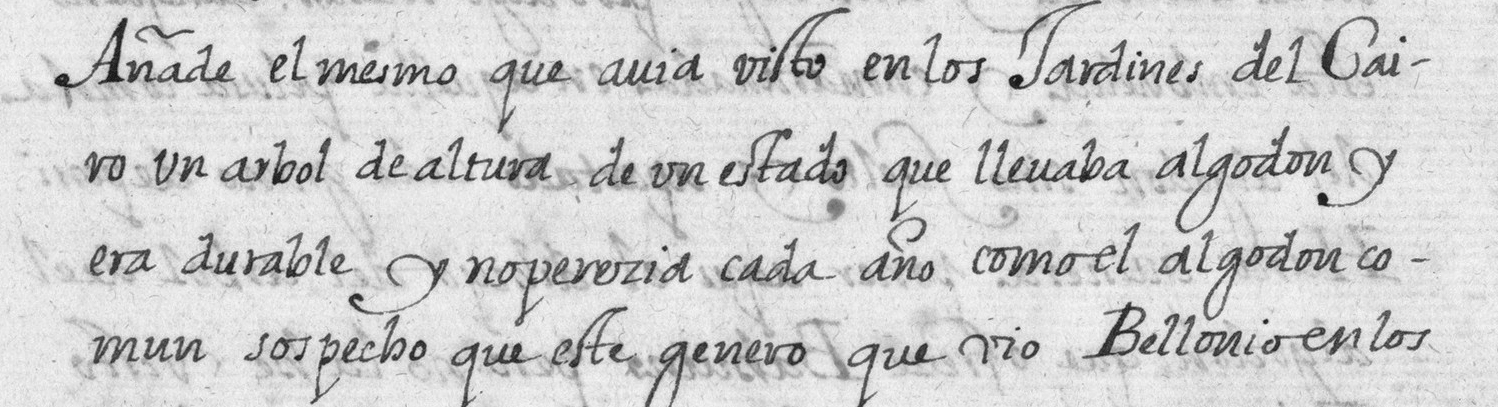 Añade el mesmo que auia visto en los Jardines del Cai-
ro vn arbol de altura de vn estado que lleuaba algodon y
era durable y no perezia cada año como el algodon co-
mun sospecho que este genero que vio Bellonio en los